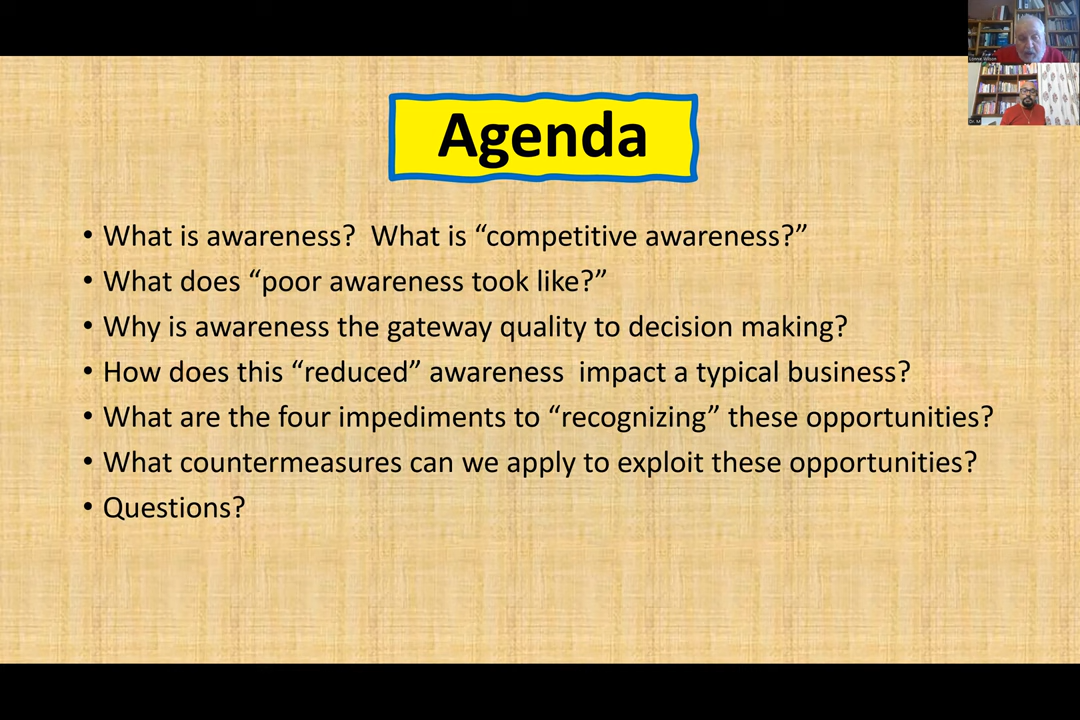 Agenda
• What is awareness?  What is “competitive awareness?”
• What does “poor awareness took like?”
• Why is awareness the gateway quality to decision making?
• How does this “reduced” awareness  impact a typical business?
• What are the four impediments to “recognizing” these opportunities?
• What countermeasures can we apply to exploit these opportunities?
• Questions?
Dr. M